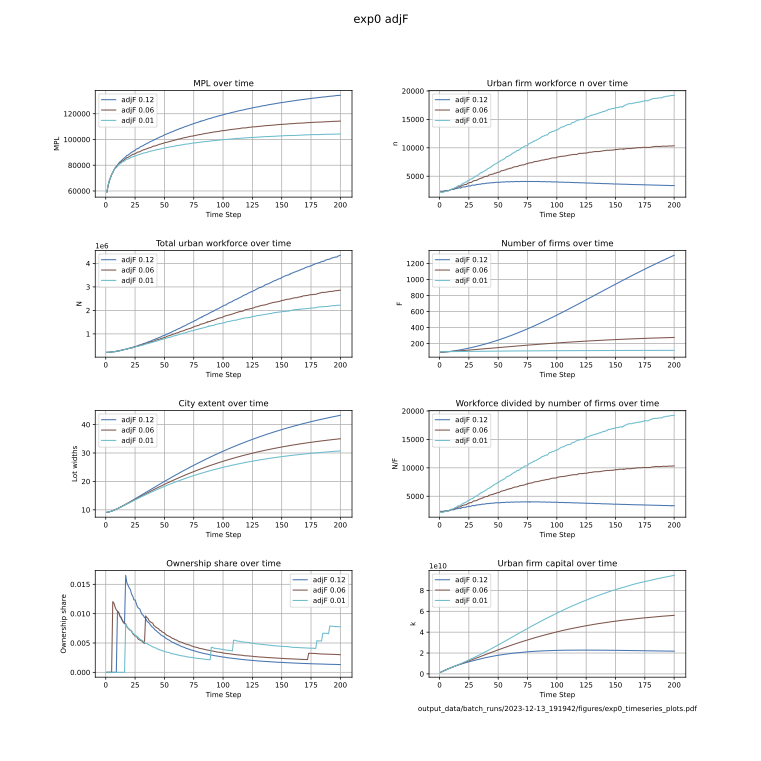 exp0 adjF
MPL over time
adjF 0.12
adjF 0.06
adjF 0.01
MPL
120000
100000
80000
60000
0 25 50 75 100 125 150 175 200
Time Step
Urban firm workforce n over time
adjF 0.12
adjF 0.06
adjF 0.01
n
20000
15000
10000
5000
0 25 50 75 100 125 150 175 200
Time Step
Total urban workforce over time
1e6
adjF 0.12
adjF 0.06
adjF 0.01
N
4
3
2
1
0 25 50 75 100 125 150 175 200
Time Step
Number of firms over time
adjF 0.12
adjF 0.06
adjF 0.01
F
1200
1000
800
600
400
200
0 25 50 75 100 125 150 175 200
Time Step
City extent over time
adjF 0.12
adjF 0.06
adjF 0.01
Lot widths
40
30
20
10
0 25 50 75 100 125 150 175 200
Time Step
Workforce divided by number of firms over time
adjF 0.12
adjF 0.06
adjF 0.01
N/F
20000
15000
10000
5000
0 25 50 75 100 125 150 175 200
Time Step
Ownership share over time
adjF 0.12
adjF 0.06
adjF 0.01
Ownership share
0.015
0.010
0.005
0.000
0 25 50 75 100 125 150 175 200
Time Step
Urban firm capital over time
1e10
adjF 0.12
adjF 0.06
adjF 0.01
k
8
6
4
2
0
0 25 50 75 100 125 150 175 200
Time Step
output_data/batch_runs/2023-12-13_191942/figures/exp0_timeseries_plots.pdf